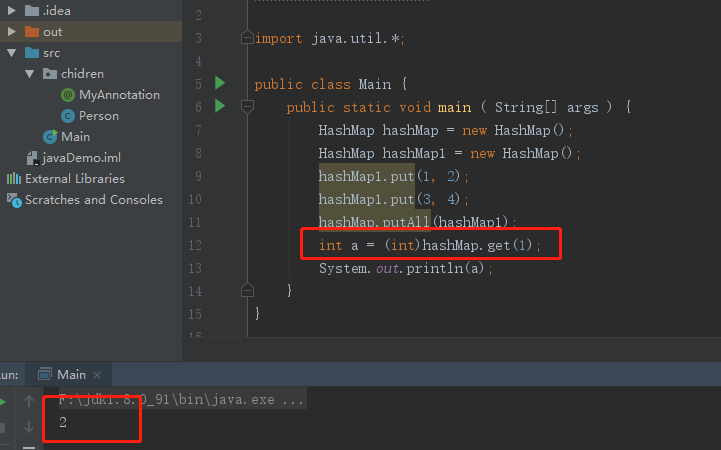 .idea
out
src
chidren
MyAnnotation
Person
Main
javaDemo.iml
External Libraries
Scratches and Consoles
2
3 import java.util.*;
4
5 public class Main {
6 public static void main ( String[] args ) {
7 HashMap hashMap = new HashMap();
8 HashMap hashMap1 = new HashMap();
9 hashMap1.put(1, 2);
10 hashMap1.put(3, 4);
11 hashMap.putAll(hashMap1);
12 int a = (int)hashMap.get(1);
13 System.out.println(a);
14 }
15 }
16
un: Main ×
F:\jdk1.8.0_91\bin\java.exe ...
2